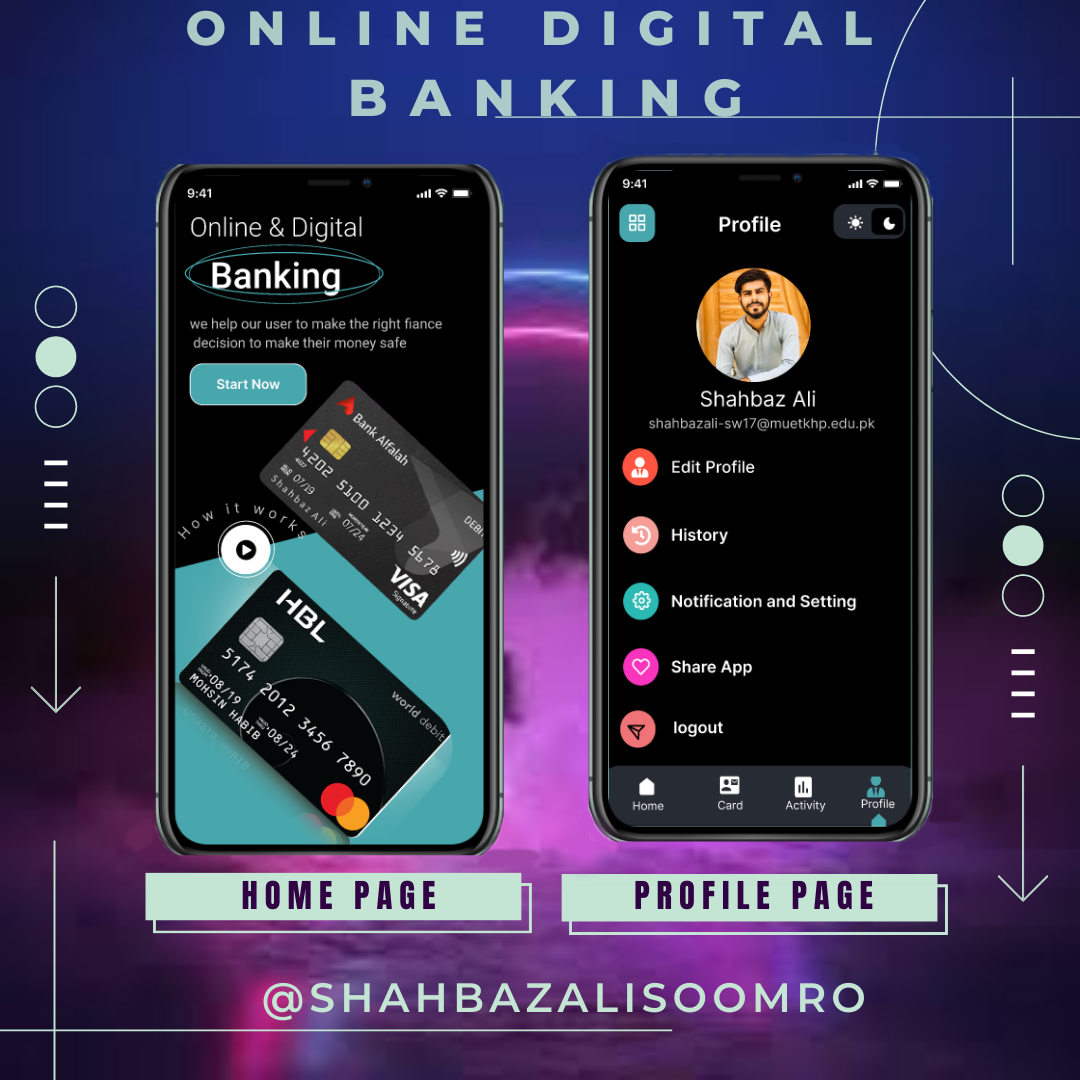 ONLINE DIGITAL
BANKING
9:41
Online & Digital
Banking
we help our user to make the right fiance
decision to make their money safe
Start Now
Bank Alfalah
4202 5100 1234 5678
07/19
07/24
Shahbaz Ali
DEBIT
VISA
Signature
How it works
HBL
5174 2012 3456 7890
08/19
08/24
MOHSIN HABIB
world debit
9:41
Profile
Shahbaz Ali
shahbazali-sw17@muetkhp.edu.pk
Edit Profile
History
Notification and Setting
Share App
logout
Home
Card
Activity
Profile
HOME PAGE
PROFILE PAGE
@SHAHBAZALISOOMRO